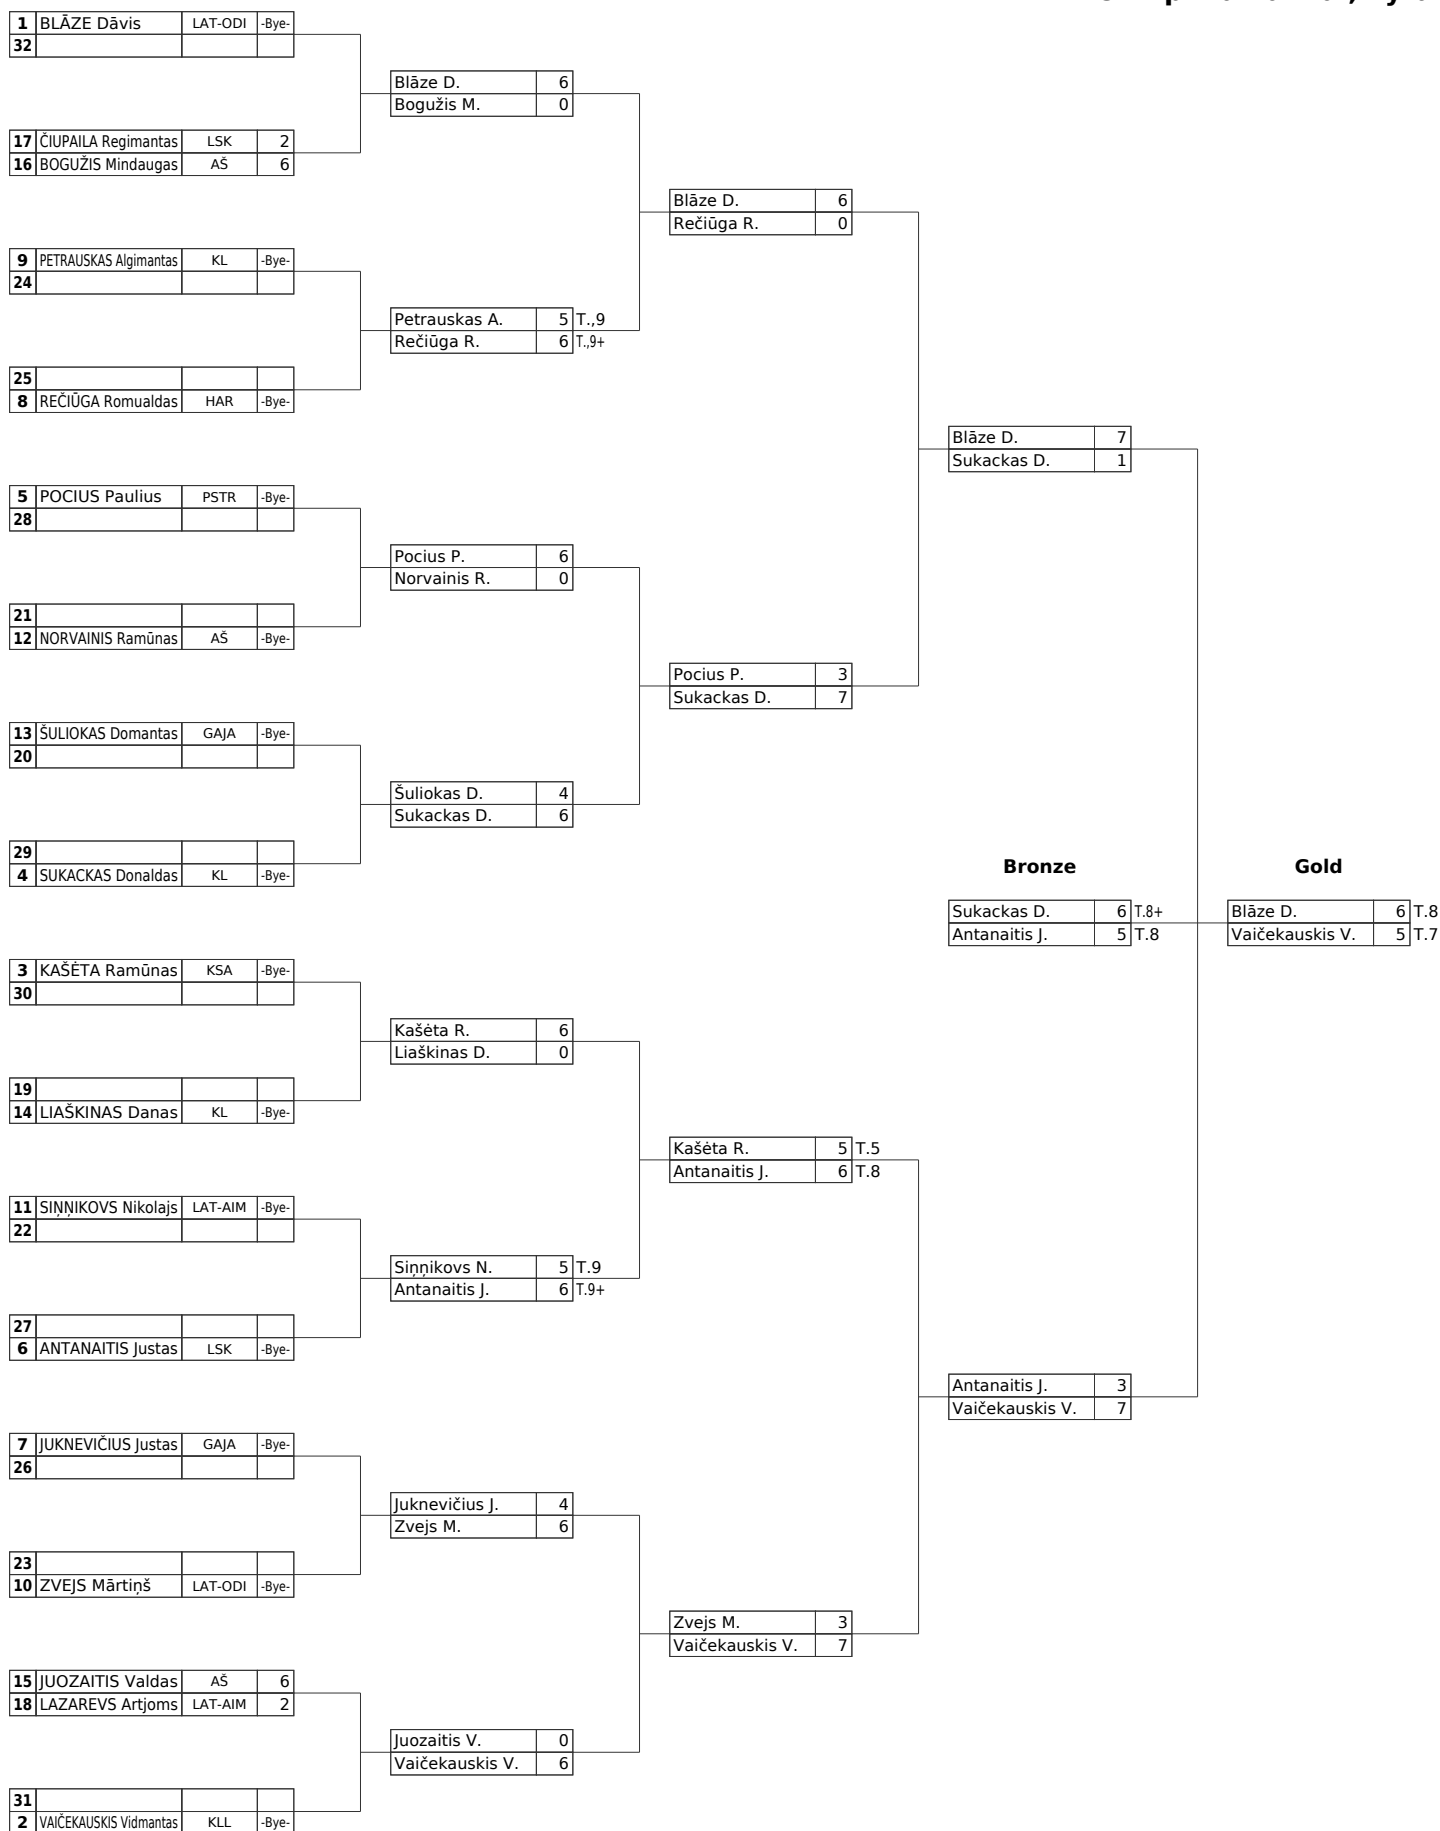 1 BLĀZE Dāvis LAT-ODI -Bye-
32
Blāze D. 6
Bogužis M. 0
17 ČIUPAILA Regimantas LSK 2
16 BOGUŽIS Mindaugas AŠ 6
Blāze D. 6
Rečiūga R. 0
9 PETRAUSKAS Algimantas KL -Bye-
24
Petrauskas A. 5 T.,9
Rečiūga R. 6 T.,9+
25
8 REČIŪGA Romualdas HAR -Bye-
Blāze D. 7
Sukackas D. 1
5 POCIUS Paulius PSTR -Bye-
28
Pocius P. 6
Norvainis R. 0
21
12 NORVAINIS Ramūnas AŠ -Bye-
Pocius P. 3
Sukackas D. 7
13 ŠULIOKAS Domantas GAJA -Bye-
20
Šuliokas D. 4
Sukackas D. 6
29
4 SUKACKAS Donaldas KL -Bye-
Bronze Gold
Sukackas D. 6 T.8+ Blāze D. 6 T.8
Antanaitis J. 5 T.8 Vaičekauskis V. 5 T.7
3 KAŠĖTA Ramūnas KSA -Bye-
30
Kašėta R. 6
Liaškinas D. 0
19
14 LIAŠKINAS Danas KL -Bye-
Kašėta R. 5 T.5
Antanaitis J. 6 T.8
11 SIŅŅIKOVS Nikolajs LAT-AIM -Bye-
22
Siņņikovs N. 5 T.9
Antanaitis J. 6 T.9+
27
6 ANTANAITIS Justas LSK -Bye-
Antanaitis J. 3
Vaičekauskis V. 7
7 JUKNEVIČIUS Justas GAJA -Bye-
26
Juknevičius J. 4
Zvejs M. 6
23
10 ZVEJS Mārtiņš LAT-ODI -Bye-
Zvejs M. 3
Vaičekauskis V. 7
15 JUOZAITIS Valdas AŠ 6
18 LAZAREVS Artjoms LAT-AIM 2
Juozaitis V. 0
Vaičekauskis V. 6
31
2 VAIČEKAUSKIS Vidmantas KLL -Bye-